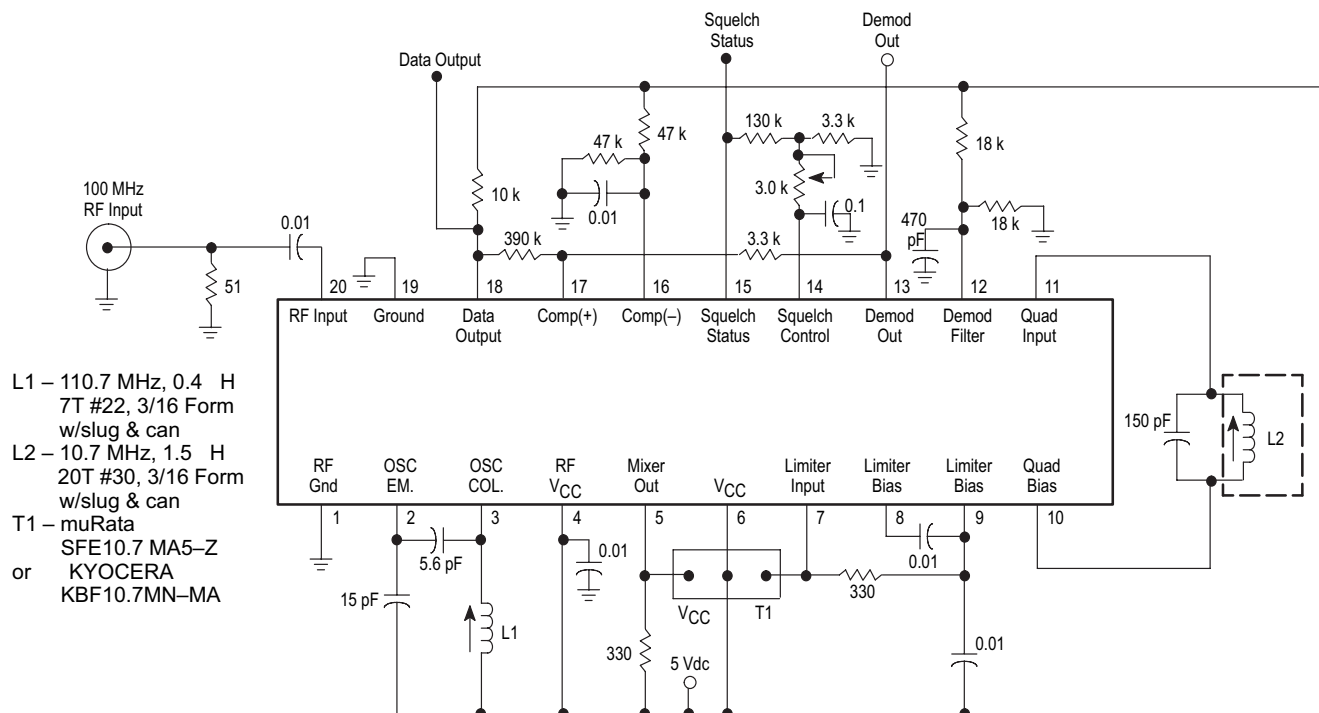 Squelch
Status
Demod
Out
Data Output
130 k
3.3 k
47 k
47 k
18 k
100 MHz
RF Input
10 k
3.0 k
0.01
0.01
0.1
470
pF
18 k
390 k
3.3 k
51
20
19
18
17
16
15
14
13
12
11
RF Input
Ground
Data
Output
Comp(+)
Comp(–)
Squelch
Status
Squelch
Control
Demod
Out
Demod
Filter
Quad
Input
L1 – 110.7 MHz, 0.4 H
7T #22, 3/16 Form
w/slug & can
L2 – 10.7 MHz, 1.5 H
20T #30, 3/16 Form
w/slug & can
T1 – muRata
SFE10.7 MA5–Z
or KYOCERA
KBF10.7MN–MA
150 pF
L2
RF
Gnd
OSC
EM.
OSC
COL.
RF
VCC
Mixer
Out
VCC
Limiter
Input
Limiter
Bias
Limiter
Bias
Quad
Bias
1
2
3
4
5
6
7
8
9
10
5.6 pF
0.01
0.01
15 pF
330
VCC
T1
L1
330
5 Vdc
0.01